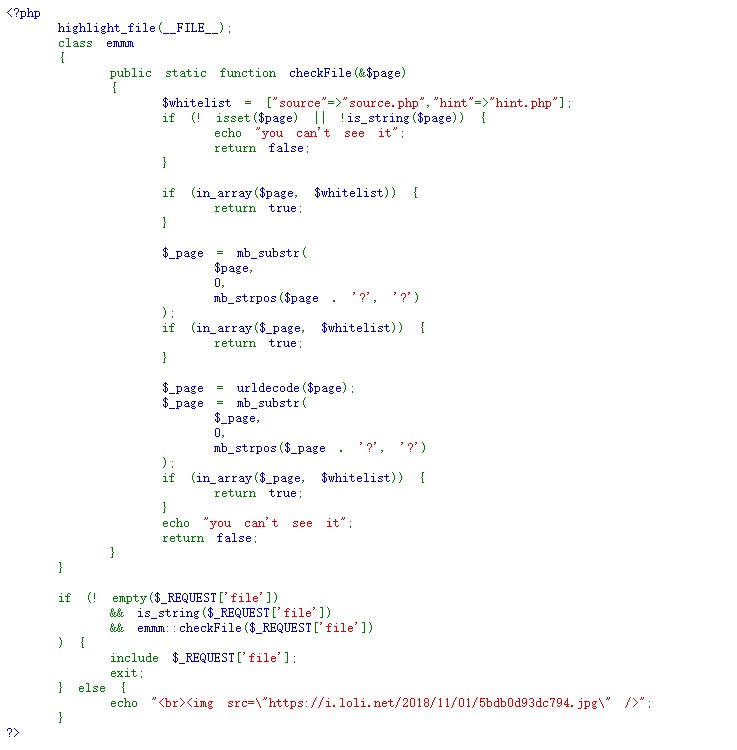 <?php
highlight_file(__FILE__);
class emmm
{
public static function checkFile(&$page)
{
$whitelist = ["source"=>"source.php","hint"=>"hint.php"];
if (! isset($page) || !is_string($page)) {
echo "you can't see it";
return false;
}
if (in_array($page, $whitelist)) {
return true;
}
$_page = mb_substr(
$page,
0,
mb_strpos($page . '?', '?')
);
if (in_array($_page, $whitelist)) {
return true;
}
$_page = urldecode($page);
$_page = mb_substr(
$_page,
0,
mb_strpos($_page . '?', '?')
);
if (in_array($_page, $whitelist)) {
return true;
}
echo "you can't see it";
return false;
}
}
if (! empty($_REQUEST['file'])
&& is_string($_REQUEST['file'])
&& emmm::checkFile($_REQUEST['file'])
) {
include $_REQUEST['file'];
exit;
} else {
echo "<br><img src=\"https://i.loli.net/2018/11/01/5bdb0d93dc794.jpg\" />";
}
?>